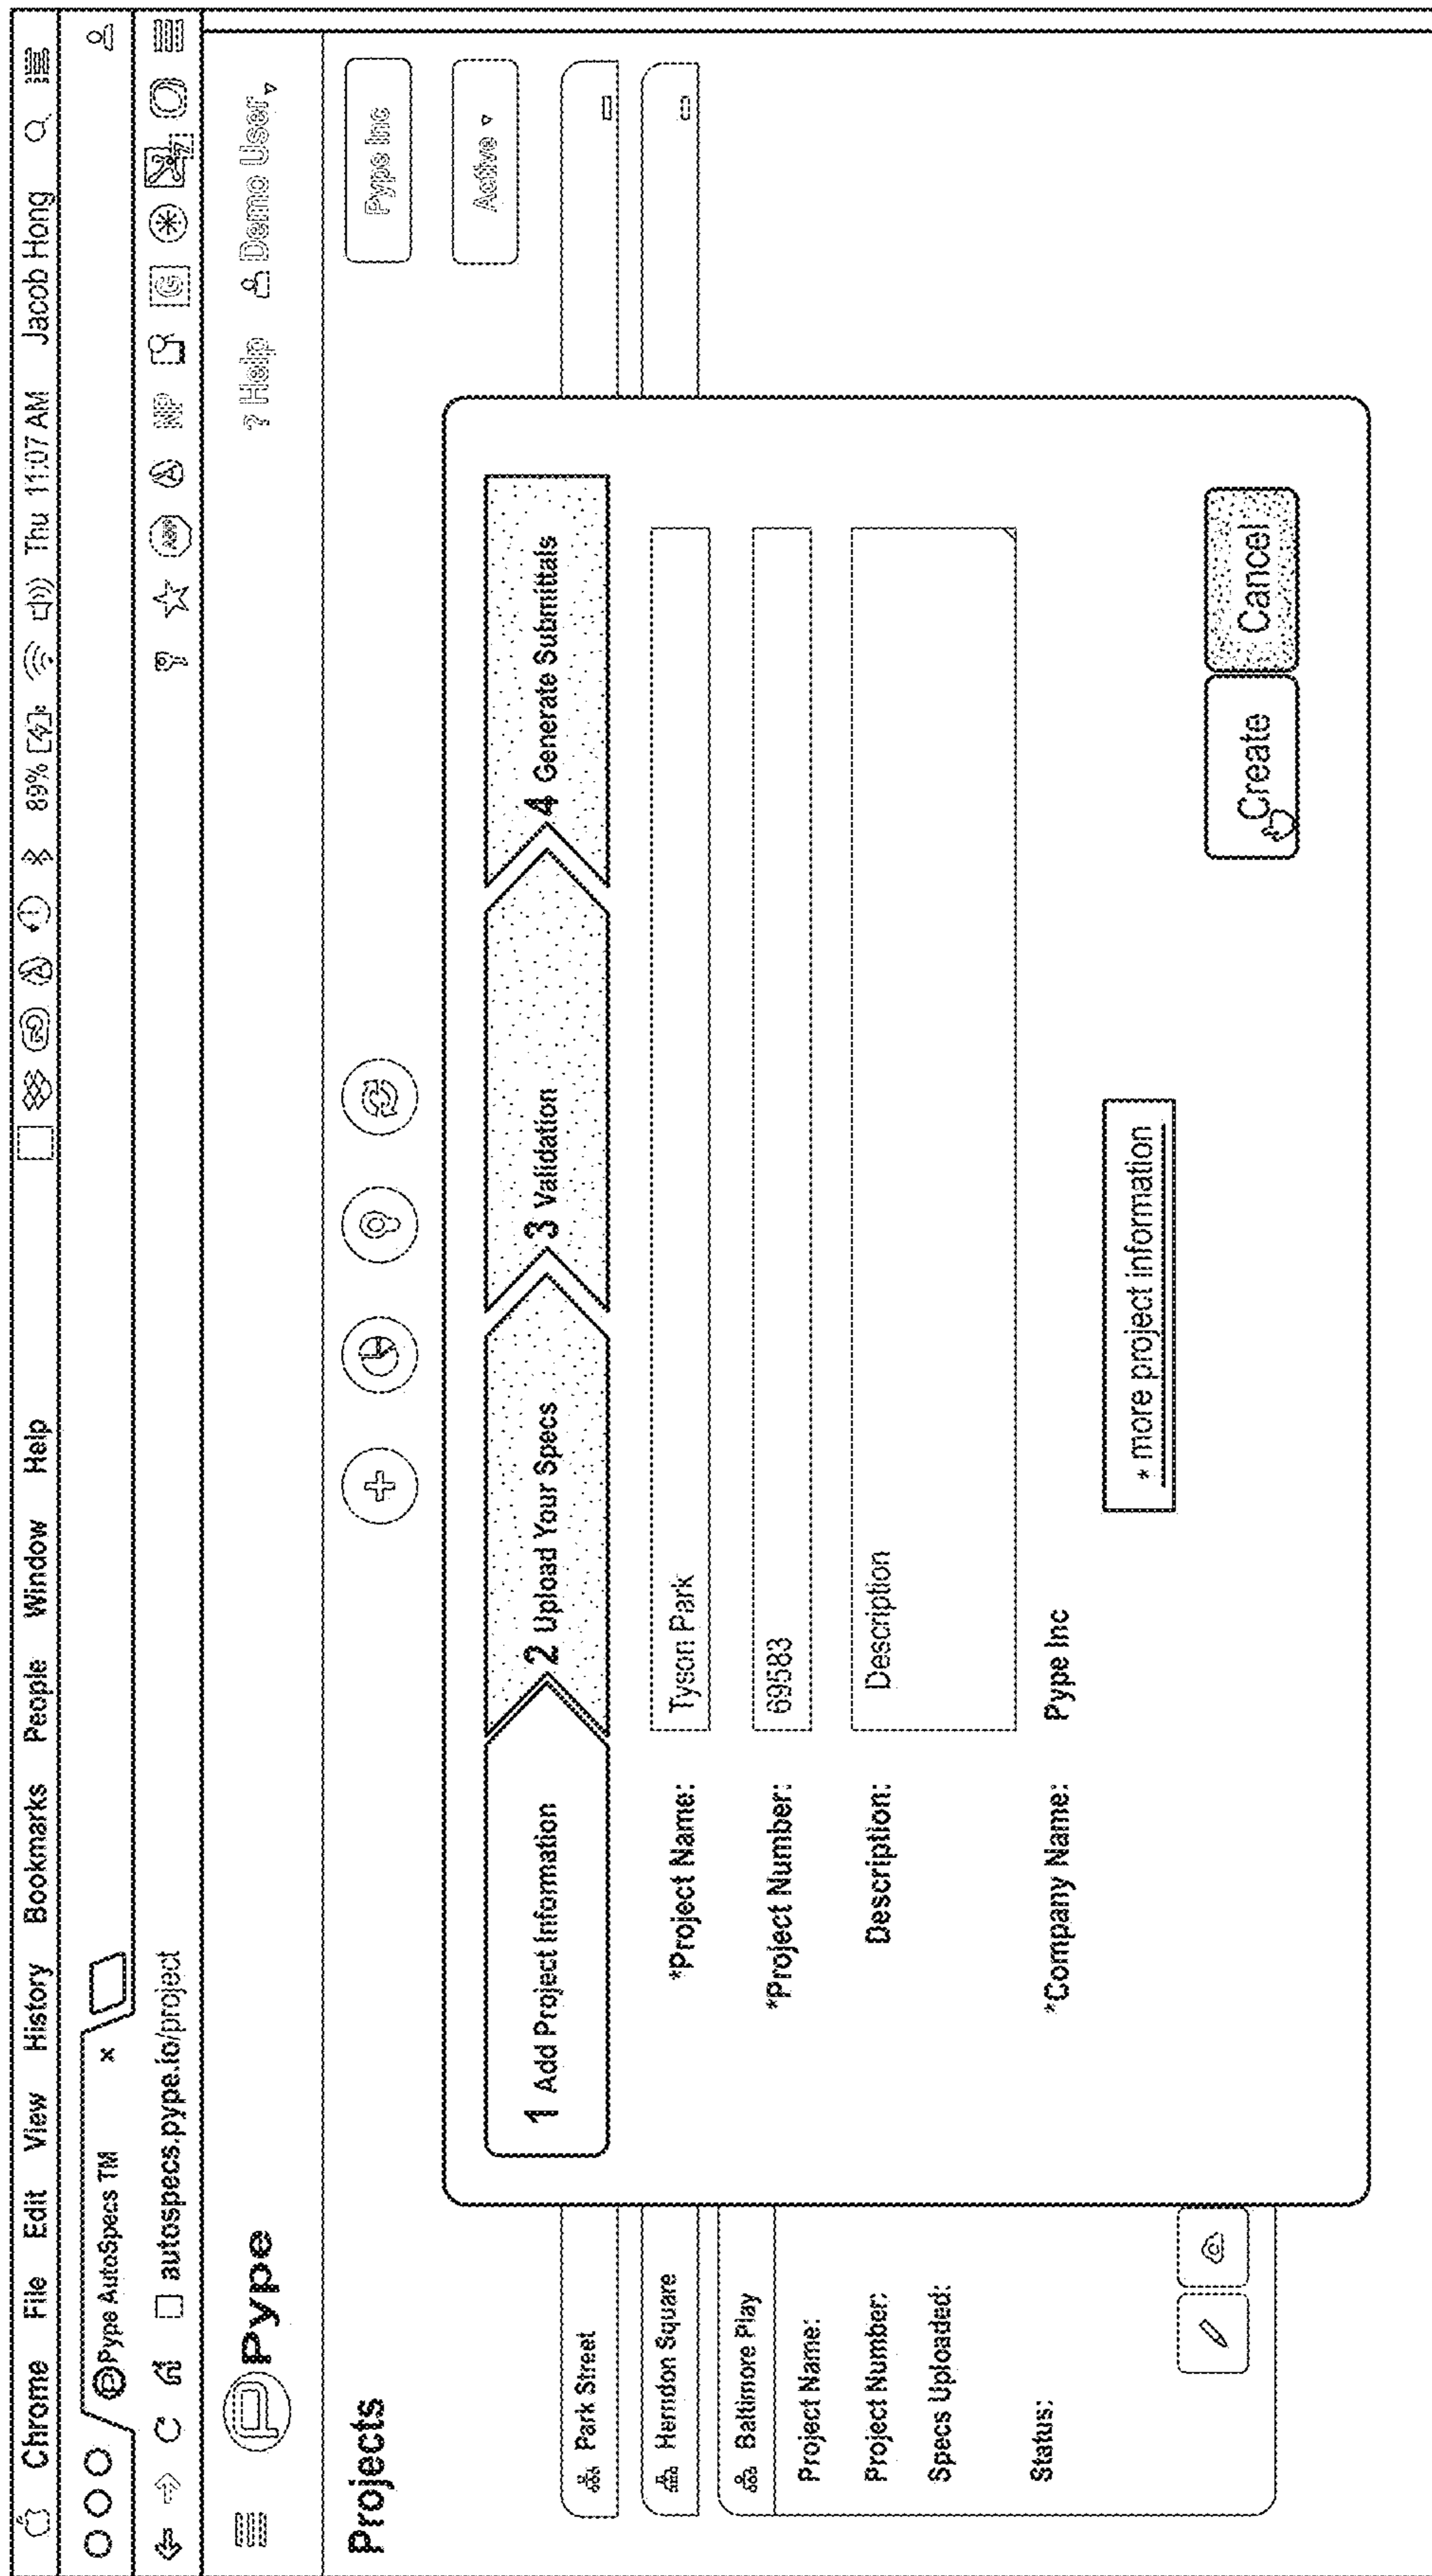 Chrome File Edit View History Bookmarks People Window Help 89% Thu 11:07 AM Jacob Hong
Pype AutoSpecs TM ×
autospecs.pype.io/project ABP NP G
Pype ? Help Demo User
Projects
Pype Inc
Active
Park Street
Herndon Square
Baltimore Play
Project Name:
Project Number:
Specs Uploaded:
Status:
1 Add Project Information 2 Upload Your Specs 3 Validation 4 Generate Submittals
*Project Name: Tyson Park
*Project Number: 69583
Description: Description
*Company Name: Pype Inc
* more project information
Create Cancel